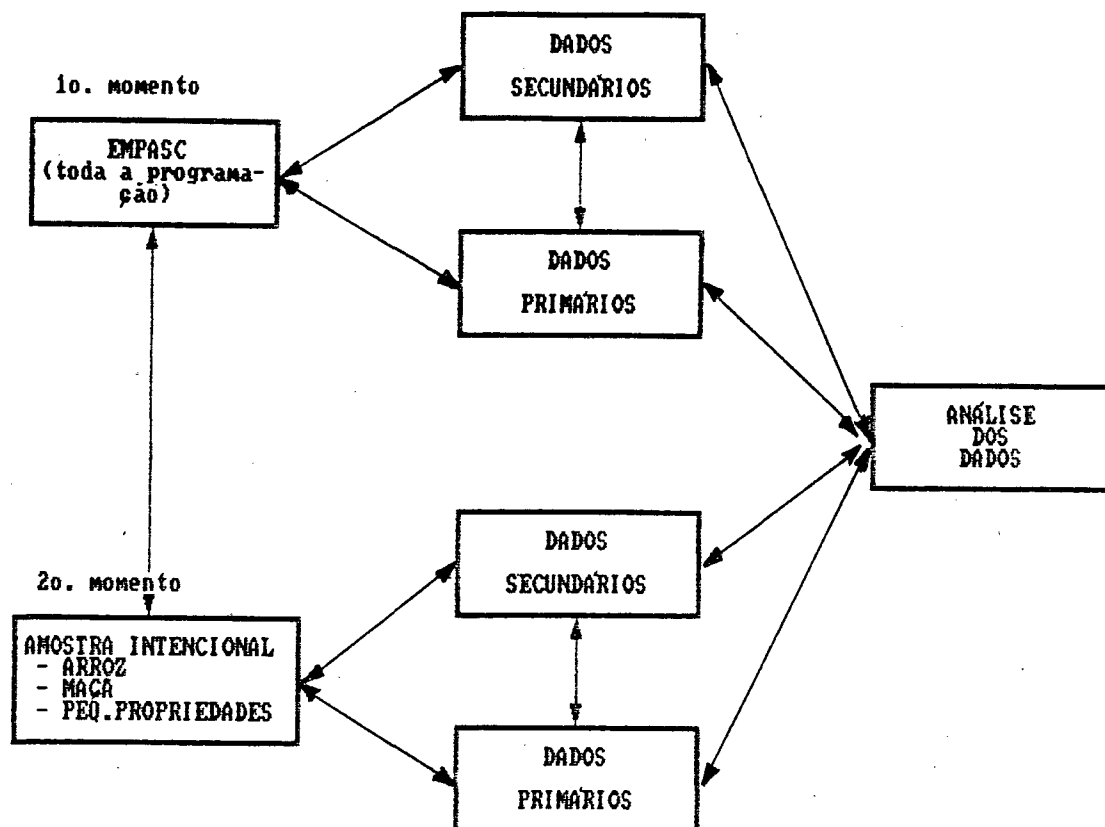 DADOS
SECUNDÁRIOS
1o. momento
EMPASC
(toda a programa-
ção)
DADOS
PRIMÁRIOS
ANÁLISE
DOS
DADOS
DADOS
SECUNDÁRIOS
2o. momento
AMOSTRA INTENCIONAL
- ARROZ
- MAÇA
- PEQ.PROPRIEDADES
DADOS
PRIMÁRIOS